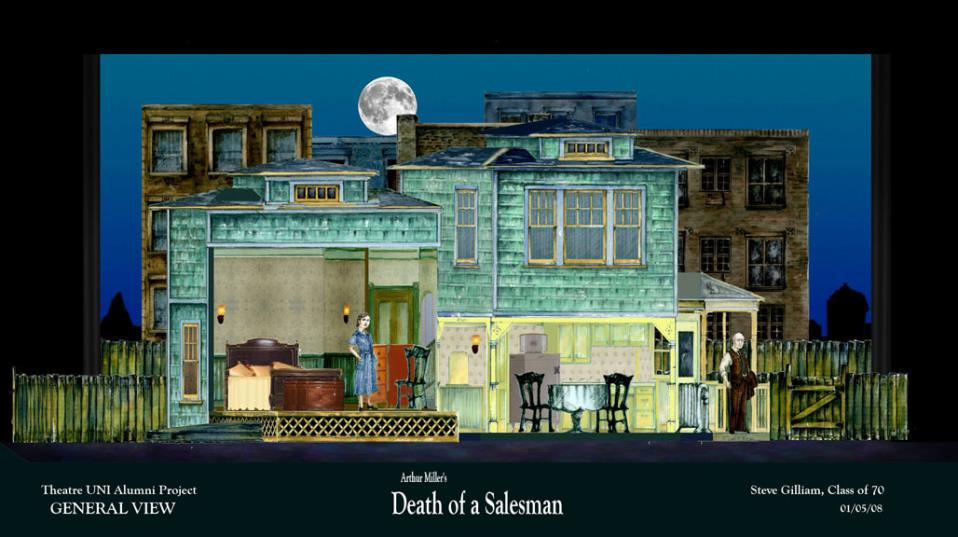 Theatre UNI Alumni Project
GENERAL VIEW
Arthur Miller's
Death of a Salesman
Steve Gilliam, Class of 70
01/05/08